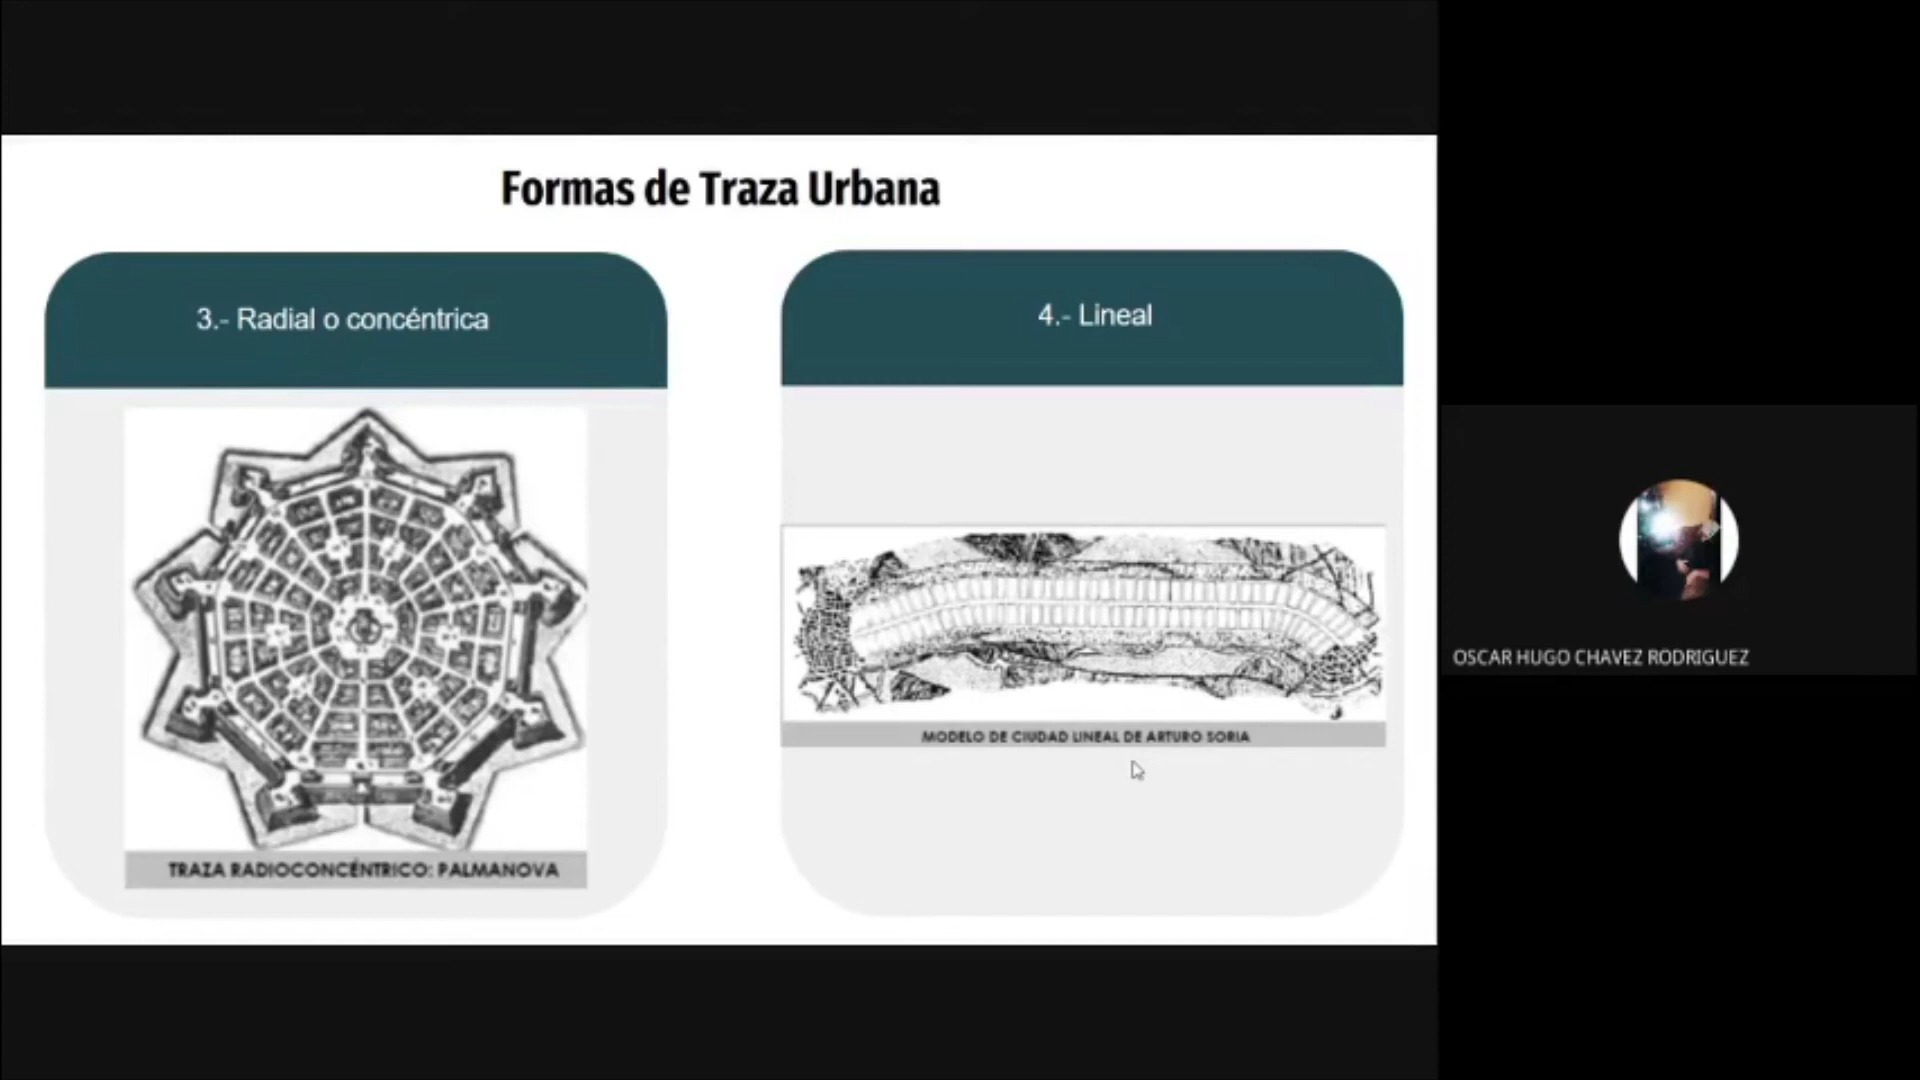 Formas de Traza Urbana
3.- Radial o concéntrica
4.- Lineal
TRAZA RADIOCONCÉNTRICO: PALMANOVA
MODELO DE CIUDAD LINEAL DE ARTURO SORIA
OSCAR HUGO CHAVEZ RODRIGUEZ